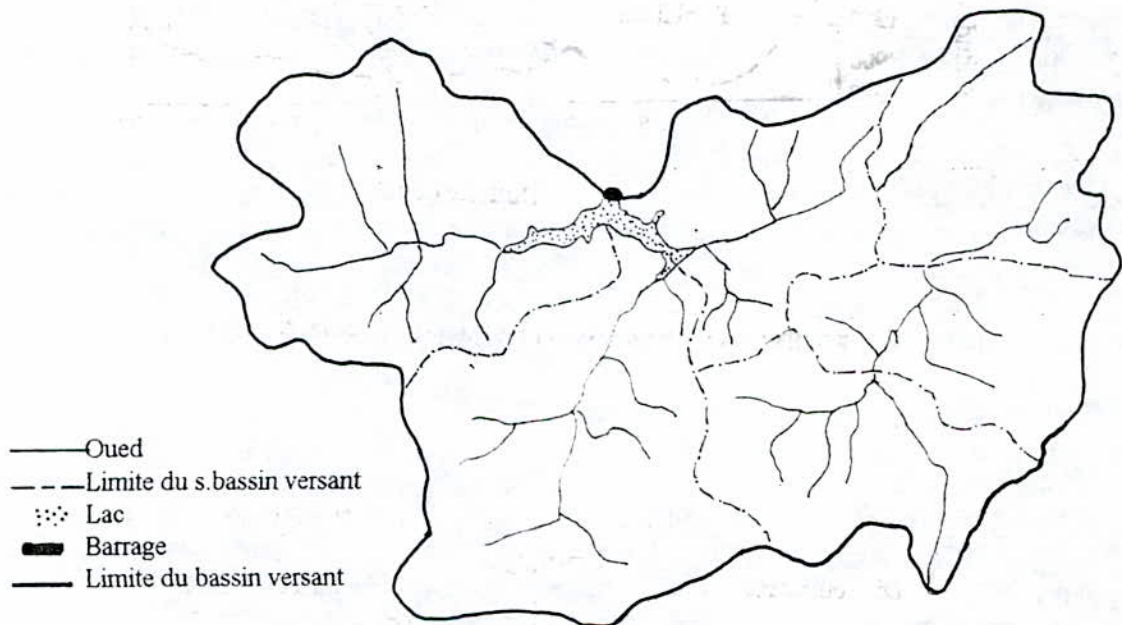 Oued
Limite du s.bassin versant
Lac
Barrage
Limite du bassin versant